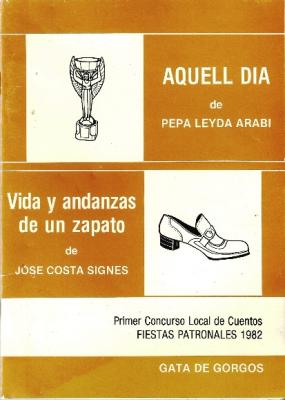 AQUELL DIA
de
PEPA LEYDA ARABI
Vida y andanzas
de un zapato
de
JOSE COSTA SIGNES
Primer Concurso Local de Cuentos
FIESTAS PATRONALES 1982
GATA DE GORGOS